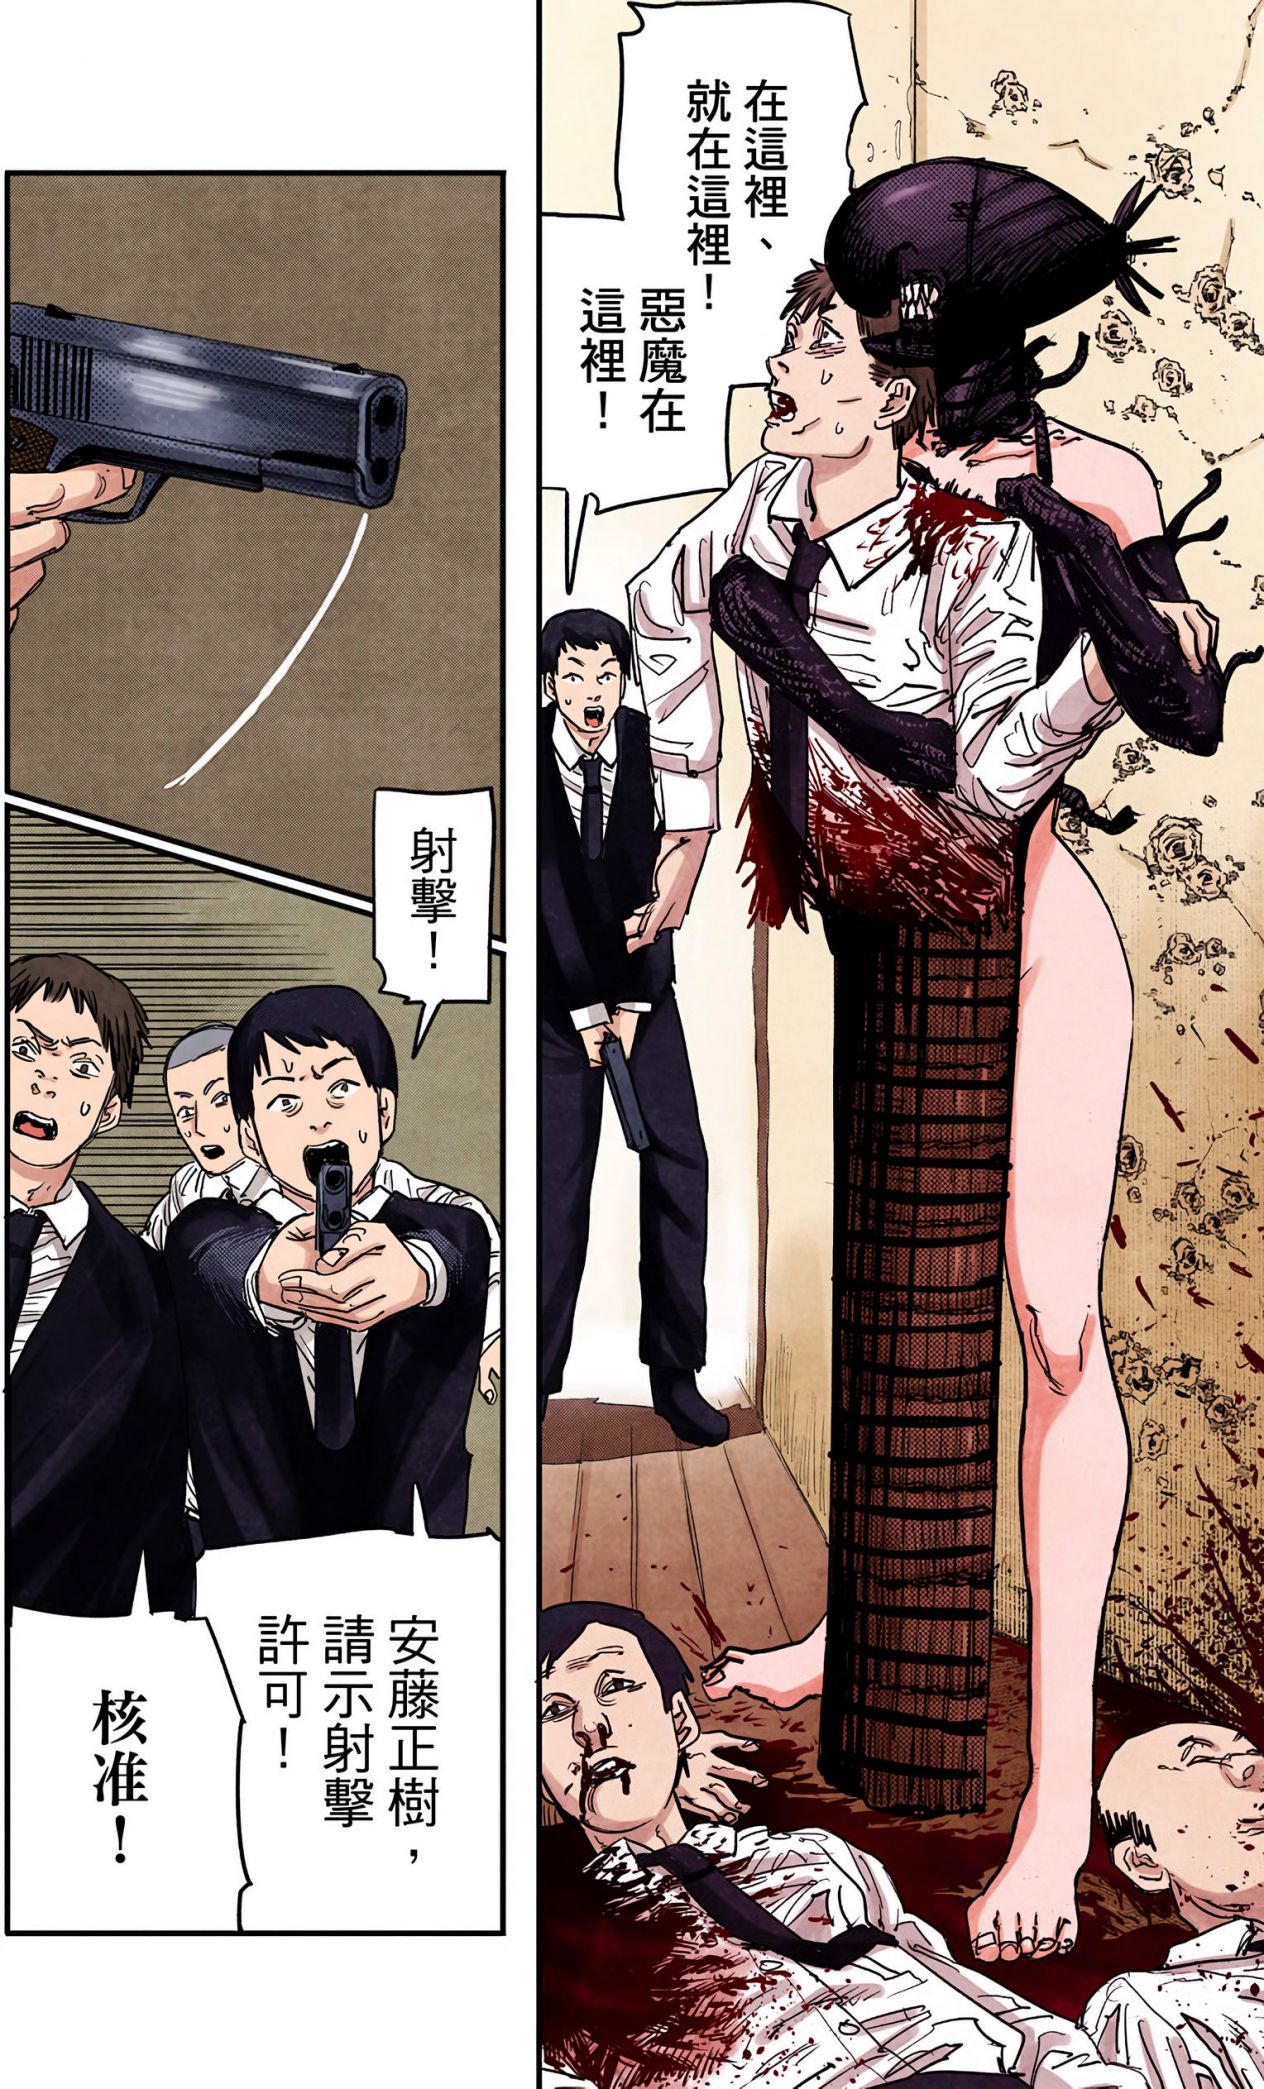 在這裡、
就在這裡！
惡魔在
這裡！
射擊！
安藤正樹，
請示射擊
許可！
核准！